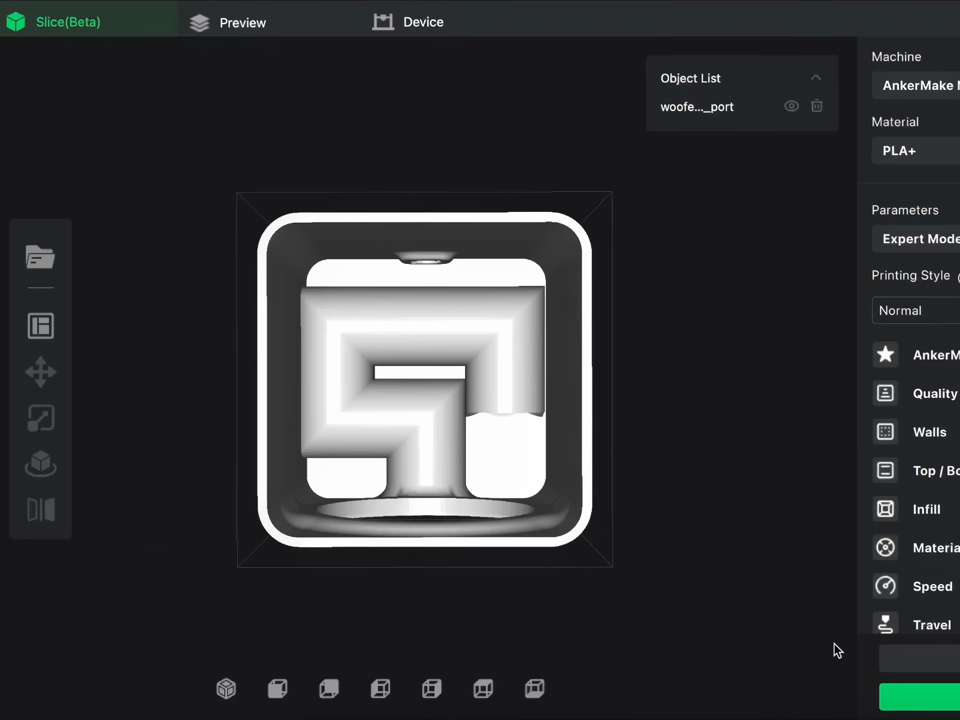 Slice(Beta)
Preview
Device
Object List
woofe..._port
Machine
AnkerMake
Material
PLA+
Parameters
Expert Mode
Printing Style
Normal
AnkerM
Quality
Walls
Top / Bo
Infill
Materia
Speed
Travel